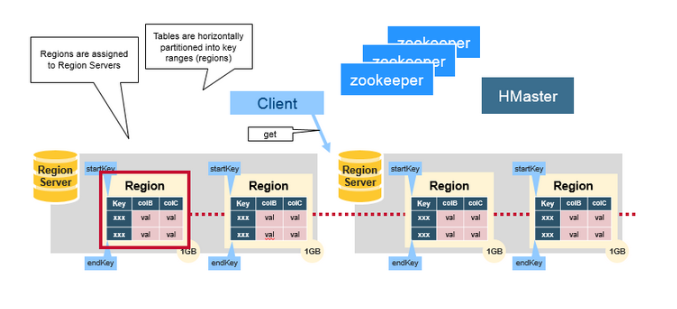 Regions are assigned
to Region Servers
Tables are horizontally
partitioned into key
ranges (regions)
zookeeper
zookeeper
zookeeper
HMaster
Client
get
Region
Server
startKey
Region
Key colB colC
xxx val val
xxx val val
1GB
endKey
startKey
Region
Key colB colC
xxx val val
xxx val val
1GB
endKey
Region
Server
startKey
Region
Key colB colC
xxx val val
xxx val val
1GB
endKey
startKey
Region
Key colB colC
xxx val val
xxx val val
1GB
endKey